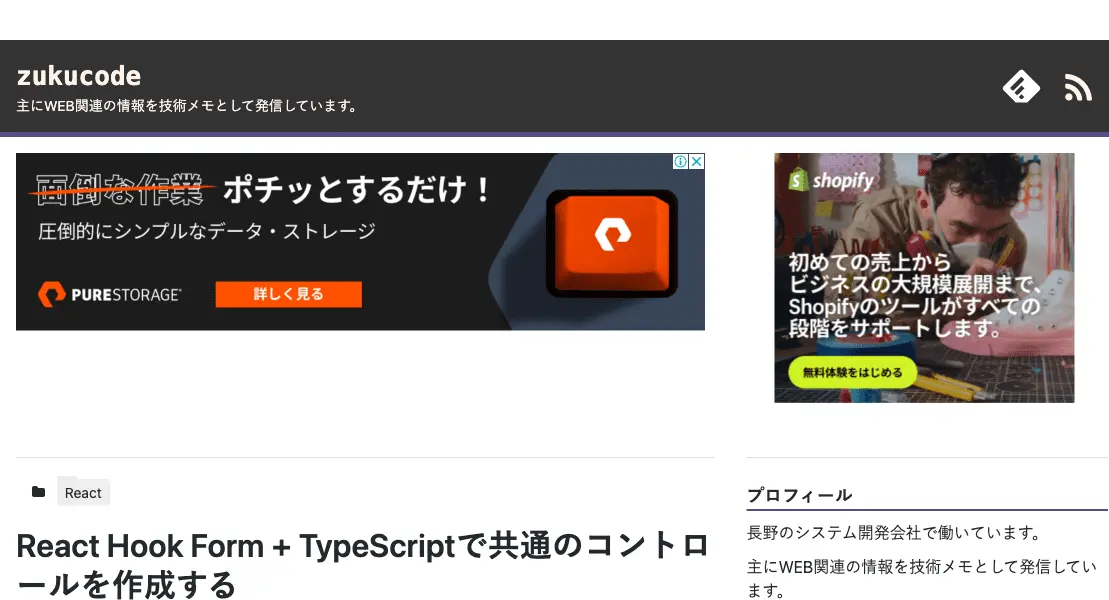 zukucode
主にWEB関連の情報を技術メモとして発信しています。
面倒な作業 ポチッとするだけ！
圧倒的にシンプルなデータ・ストレージ
PURESTORAGE
詳しく見る
shopify
初めての売上から
ビジネスの大規模展開まで、
Shopifyのツールがすべての
段階をサポートします。
無料体験をはじめる
React
React Hook Form + TypeScriptで共通のコントロ
ールを作成する
プロフィール
長野のシステム開発会社で働いています。
主にWEB関連の情報を技術メモとして発信してい
ます。